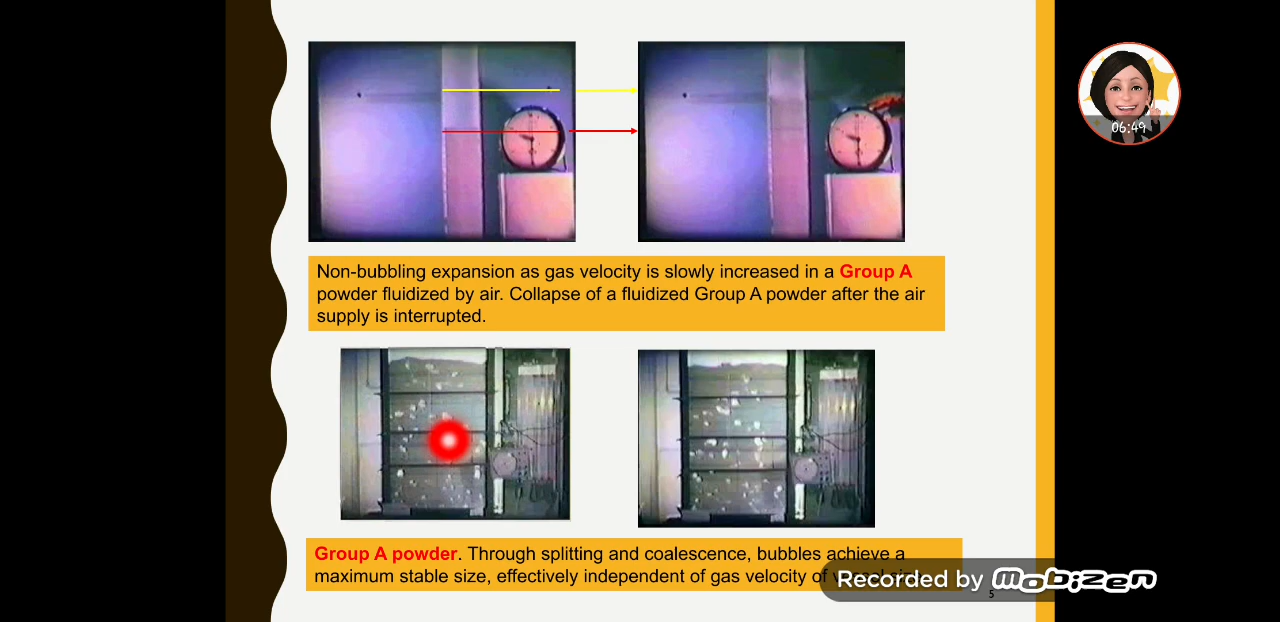 06:49
Non-bubbling expansion as gas velocity is slowly increased in a Group A
powder fluidized by air. Collapse of a fluidized Group A powder after the air
supply is interrupted.
Group A powder. Through splitting and coalescence, bubbles achieve a
maximum stable size, effectively independent of gas velocity of
Recorded by mobizen
5